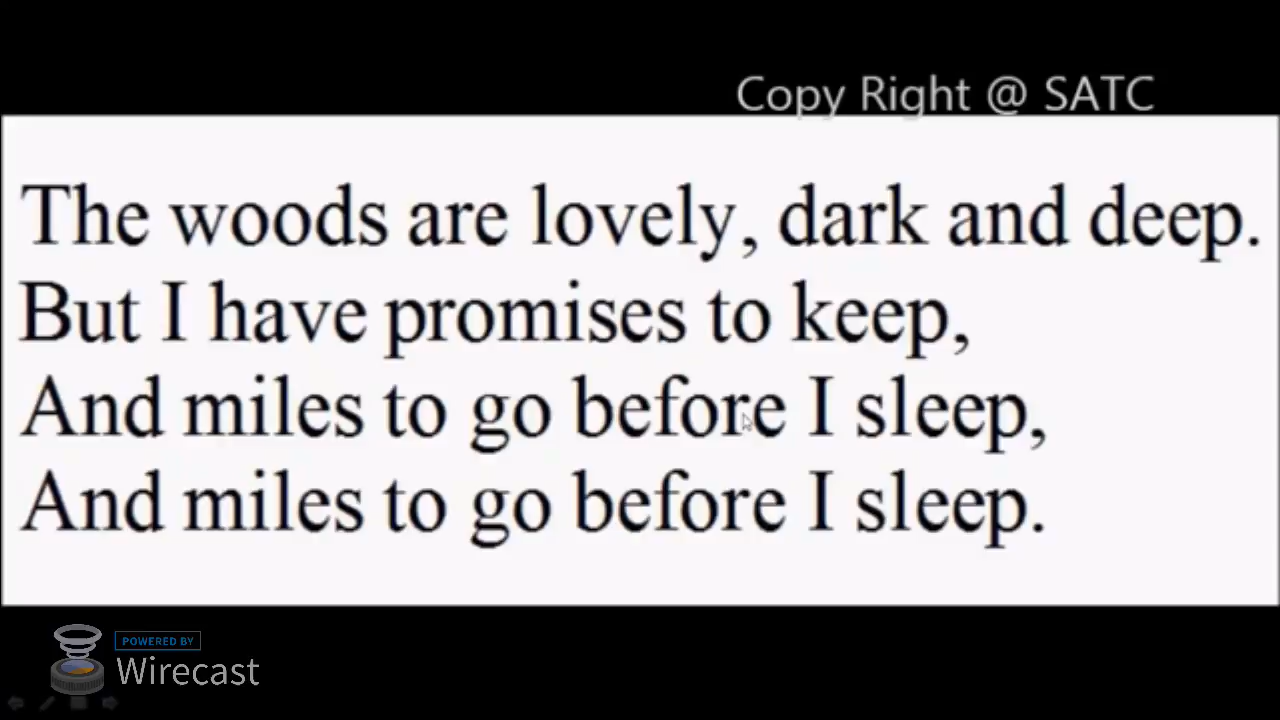 Copy Right @ SATC
The woods are lovely, dark and deep.
But I have promises to keep,
And miles to go before I sleep,
And miles to go before I sleep.
POWERED BY
Wirecast